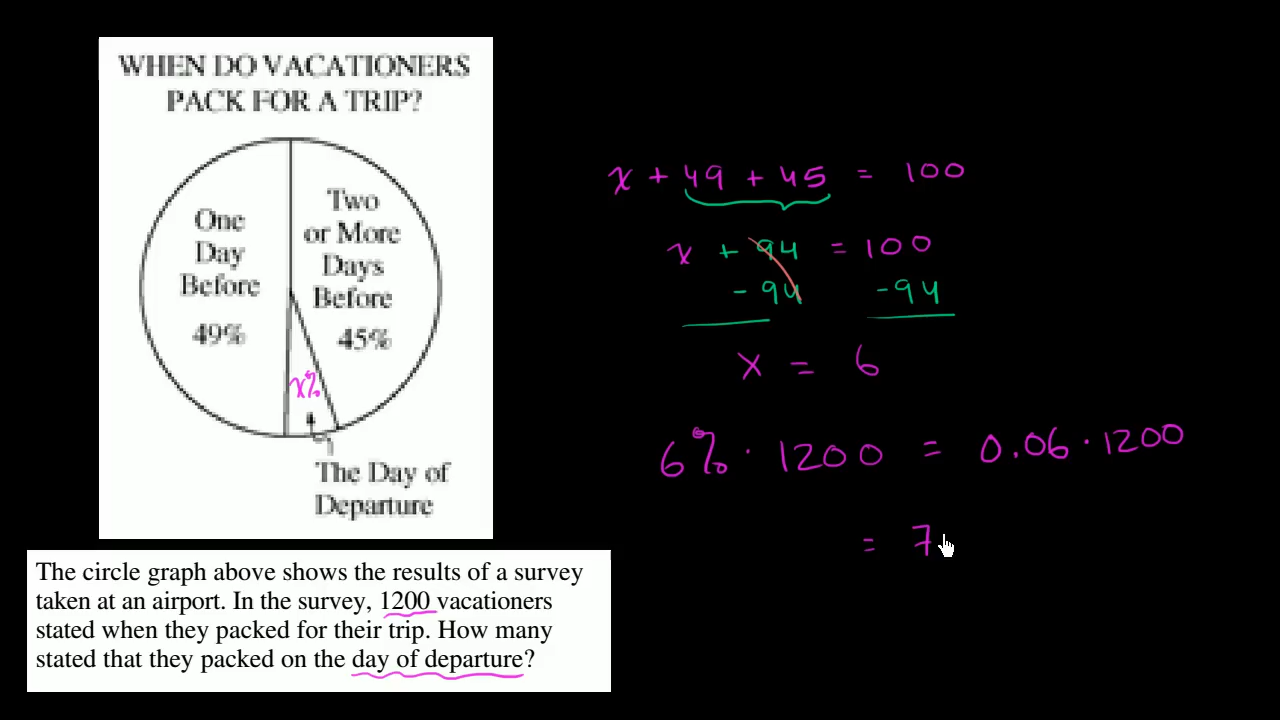 WHEN DO VACATIONERS
PACK FOR A TRIP?
One
Day
Before
49%
Two
or More
Days
Before
45%
x%
The Day of
Departure
The circle graph above shows the results of a survey
taken at an airport. In the survey, 1200 vacationers
stated when they packed for their trip. How many
stated that they packed on the day of departure?
x + 49 + 45 = 100
x + 94 = 100
- 94 - 94
x = 6
6% · 1200 = 0.06 · 1200
= 7